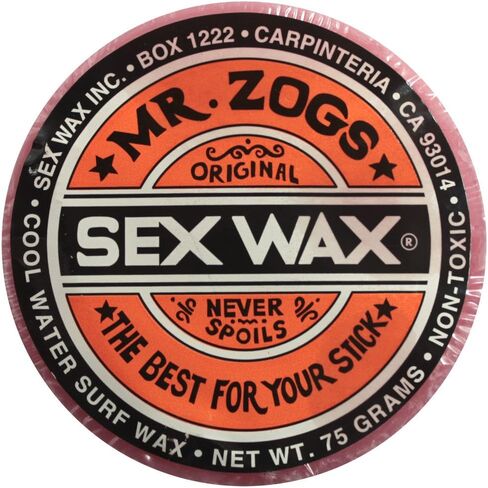 SEX WAX INC. • BOX 1222 • CARPINTERIA • CA 93014 • NON-TOXIC •
MR. ZOGS
ORIGINAL
SEX WAX®
NEVER
SPOILS
THE BEST FOR YOUR STICK
COOL WATER SURF WAX • NET WT. 75 GRAMS •